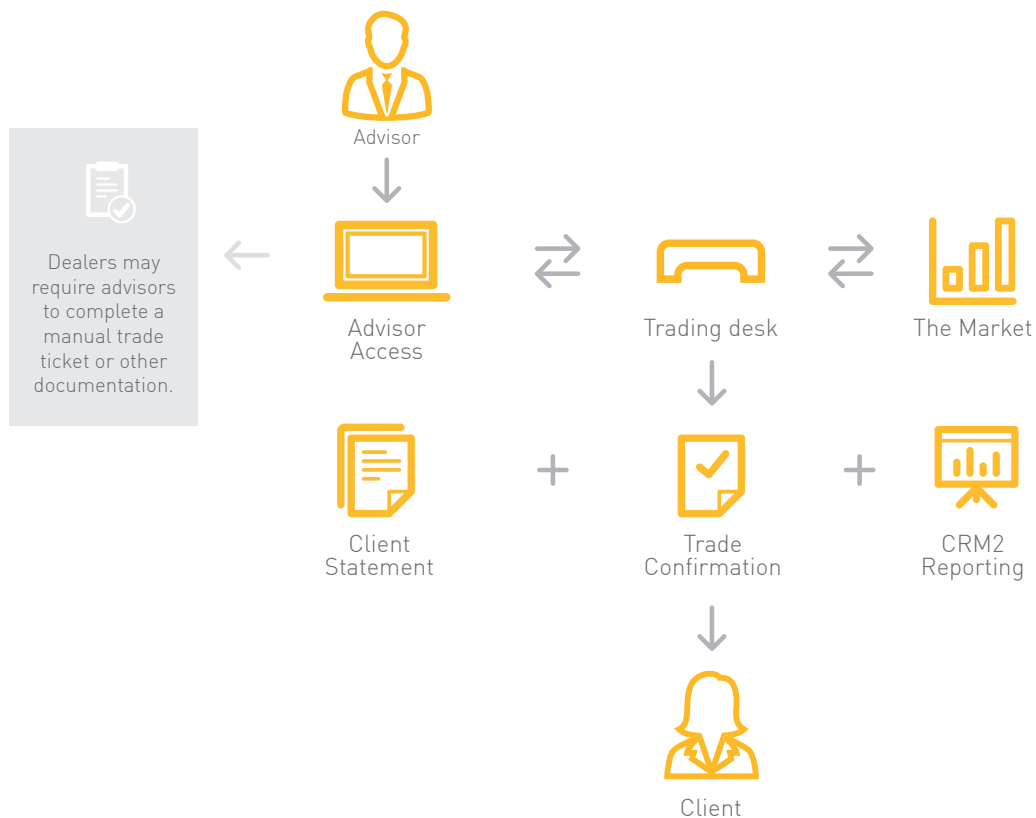 Advisor
Dealers may
require advisors
to complete a
manual trade
ticket or other
documentation.
Advisor
Access
Trading desk
The Market
Client
Statement
Trade
Confirmation
CRM2
Reporting
Client